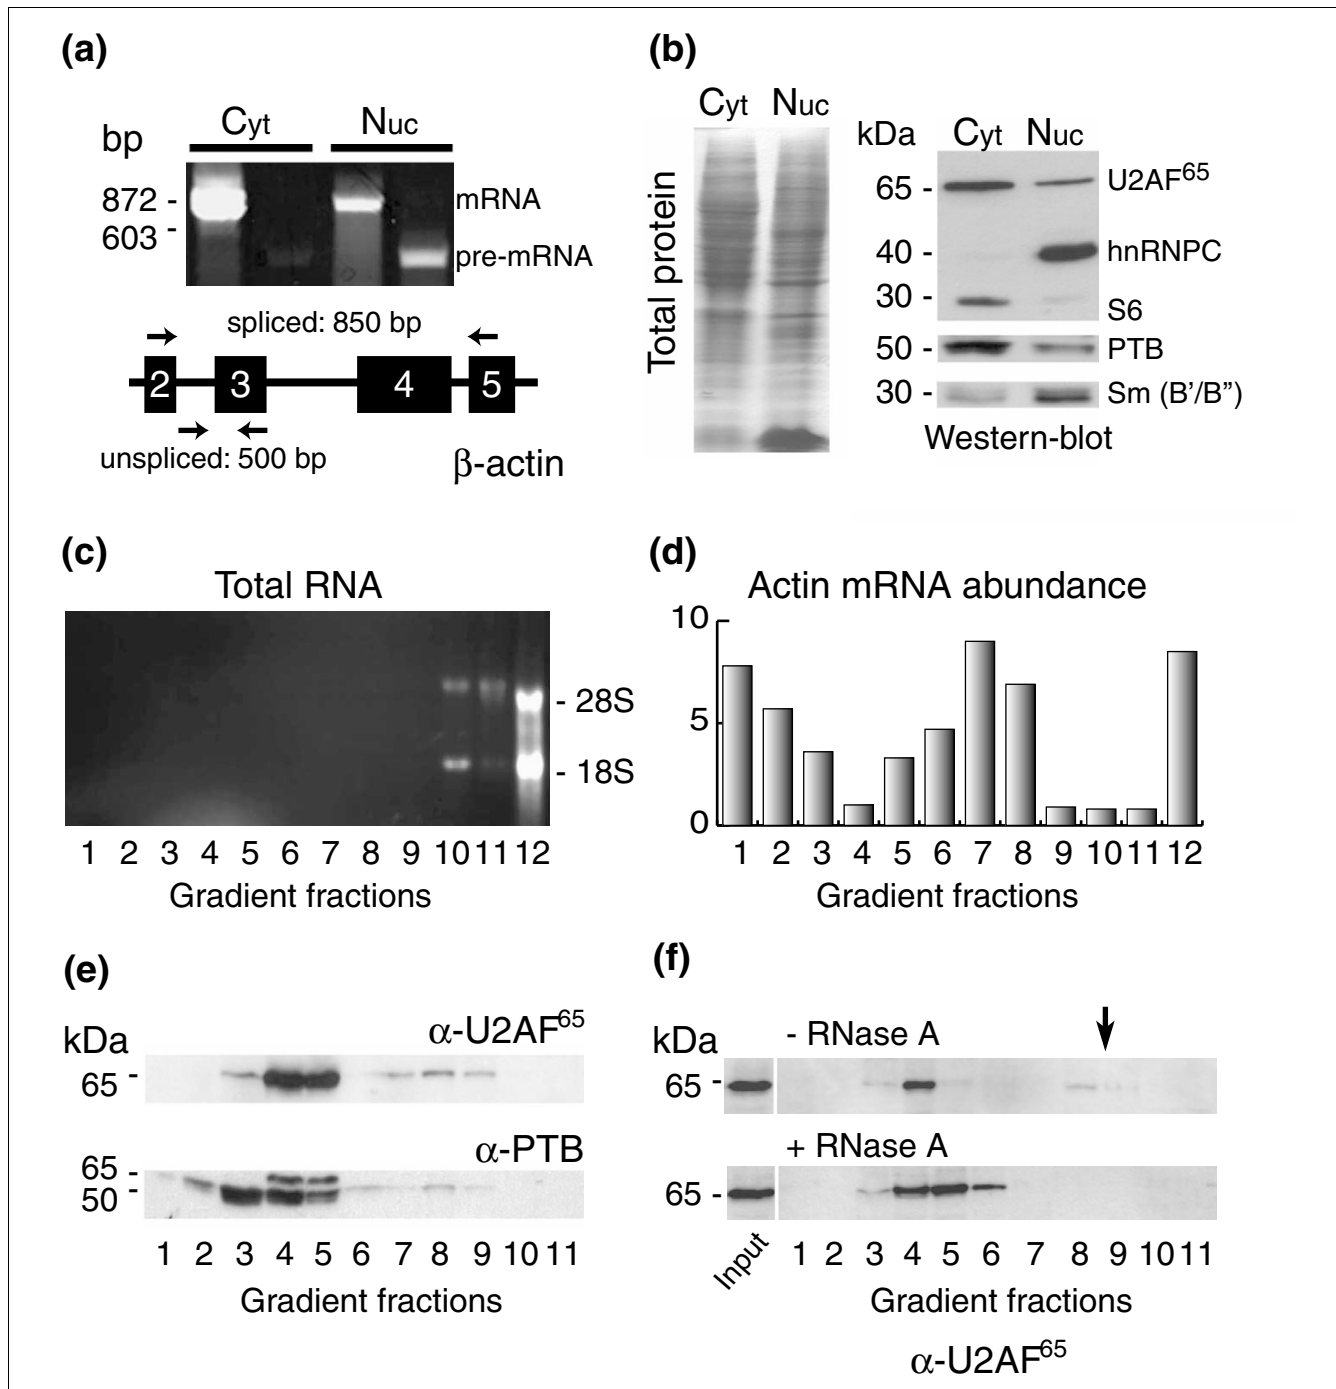 (a)
Cyt Nuc
bp
872 -
603 -
mRNA
pre-mRNA
spliced: 850 bp
2 3 4 5
unspliced: 500 bp
β-actin
(b)
Cyt Nuc
Total protein
kDa Cyt Nuc
65 - U2AF⁶⁵
40 - hnRNPC
30 - S6
50 - PTB
30 - Sm (B’/B”)
Western-blot
(c)
Total RNA
- 28S
- 18S
1 2 3 4 5 6 7 8 9 10 11 12
Gradient fractions
(d)
Actin mRNA abundance
10
5
0
1 2 3 4 5 6 7 8 9 10 11 12
Gradient fractions
(e)
kDa α-U2AF⁶⁵
65 -
α-PTB
65 -
50 -
1 2 3 4 5 6 7 8 9 10 11
Gradient fractions
(f)
kDa - RNase A
65 -
+ RNase A
65 -
Input 1 2 3 4 5 6 7 8 9 10 11
Gradient fractions
α-U2AF⁶⁵